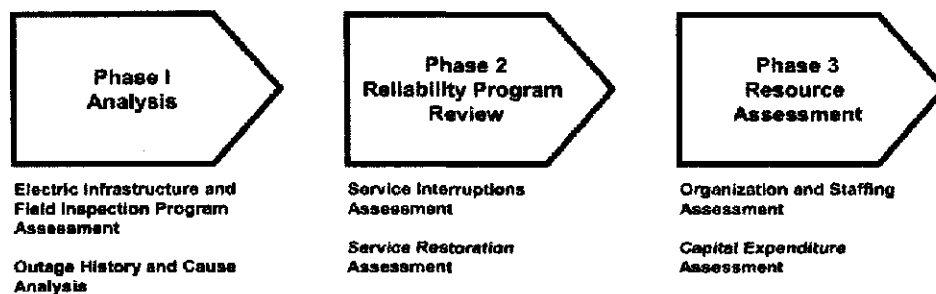 Phase I
Analysis
Electric Infrastructure and
Field Inspection Program
Assessment
Outage History and Cause
Analysis
Phase 2
Reliability Program
Review
Service Interruptions
Assessment
Service Restoration
Assessment
Phase 3
Resource
Assessment
Organization and Staffing
Assessment
Capital Expenditure
Assessment